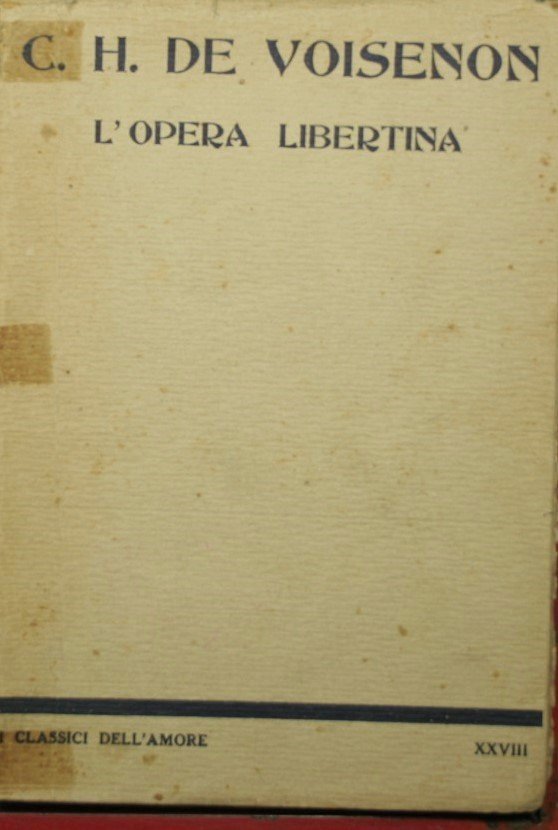 C. H. DE VOISENON
L'OPERA LIBERTINA
I CLASSICI DELL'AMORE
XXVIII